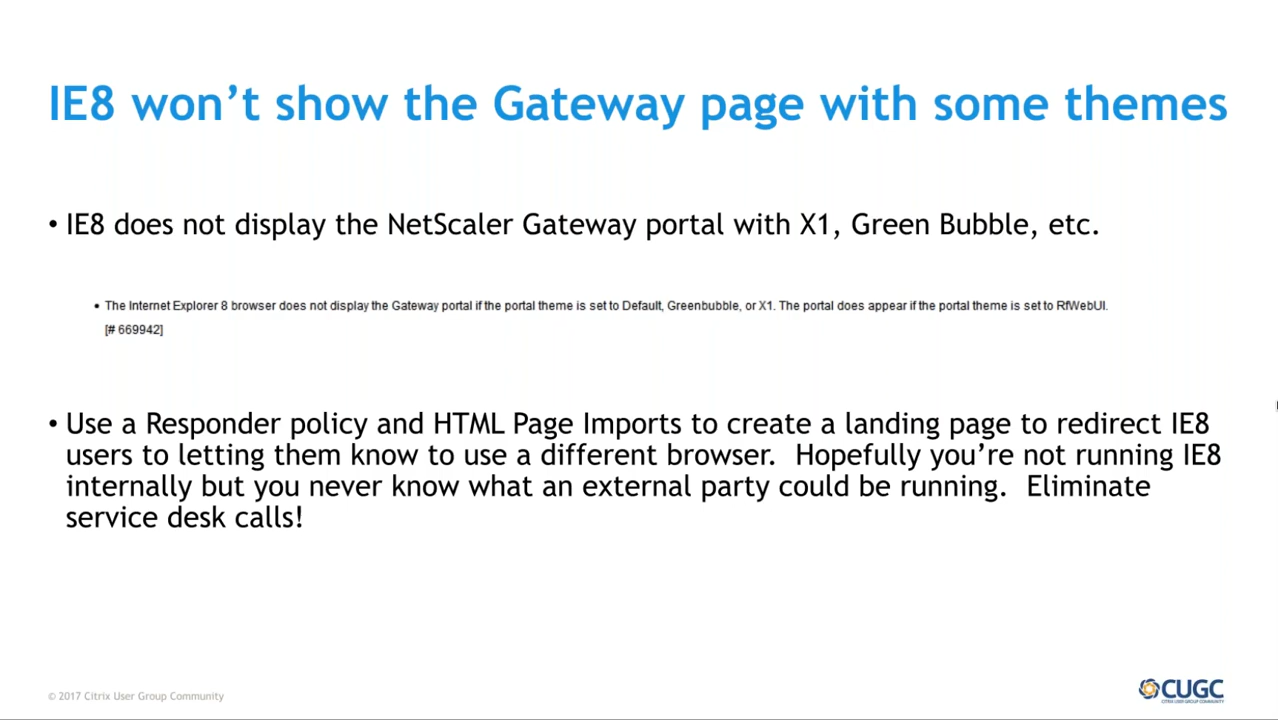 IE8 won’t show the Gateway page with some themes
• IE8 does not display the NetScaler Gateway portal with X1, Green Bubble, etc.
• The Internet Explorer 8 browser does not display the Gateway portal if the portal theme is set to Default, Greenbubble, or X1. The portal does appear if the portal theme is set to RfWebUI.
[# 669942]
• Use a Responder policy and HTML Page Imports to create a landing page to redirect IE8
users to letting them know to use a different browser.  Hopefully you’re not running IE8
internally but you never know what an external party could be running.  Eliminate
service desk calls!
© 2017 Citrix User Group Community
CUGC
CITRIX USER GROUP COMMUNITY